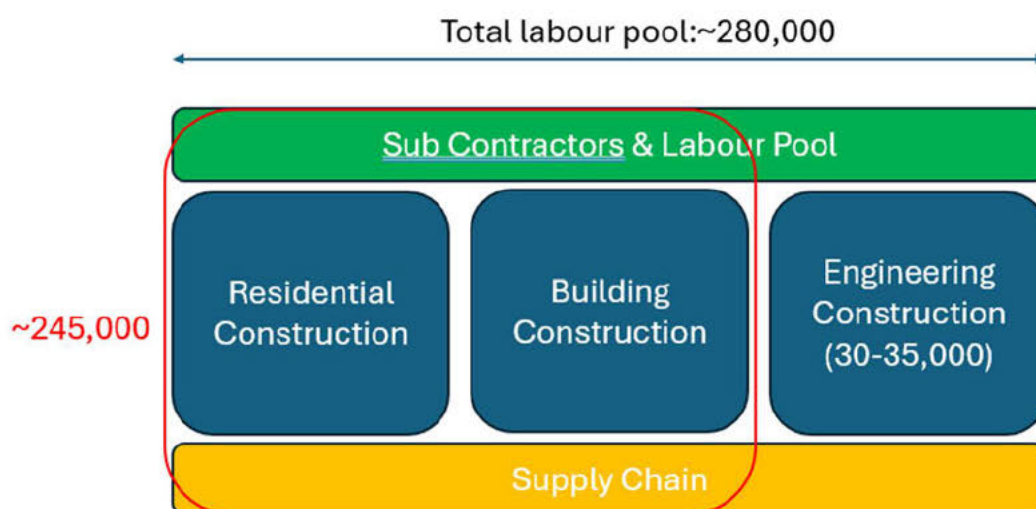 Total labour pool:~280,000
Sub Contractors & Labour Pool
~245,000
Residential
Construction
Building
Construction
Engineering
Construction
(30-35,000)
Supply Chain